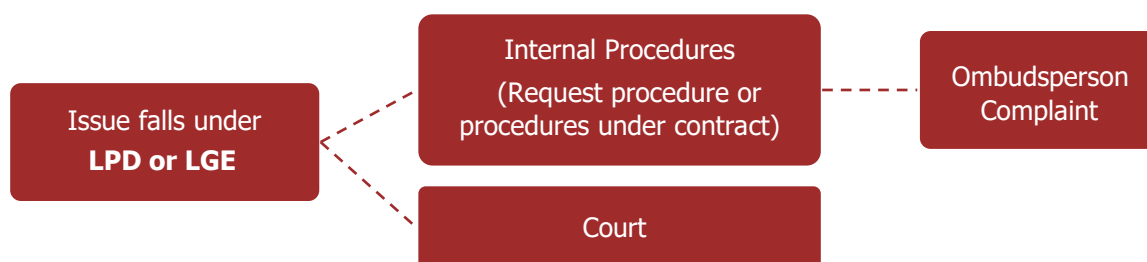 Issue falls under
LPD or LGE
Internal Procedures
(Request procedure or
procedures under contract)
Ombudsperson
Complaint
Court